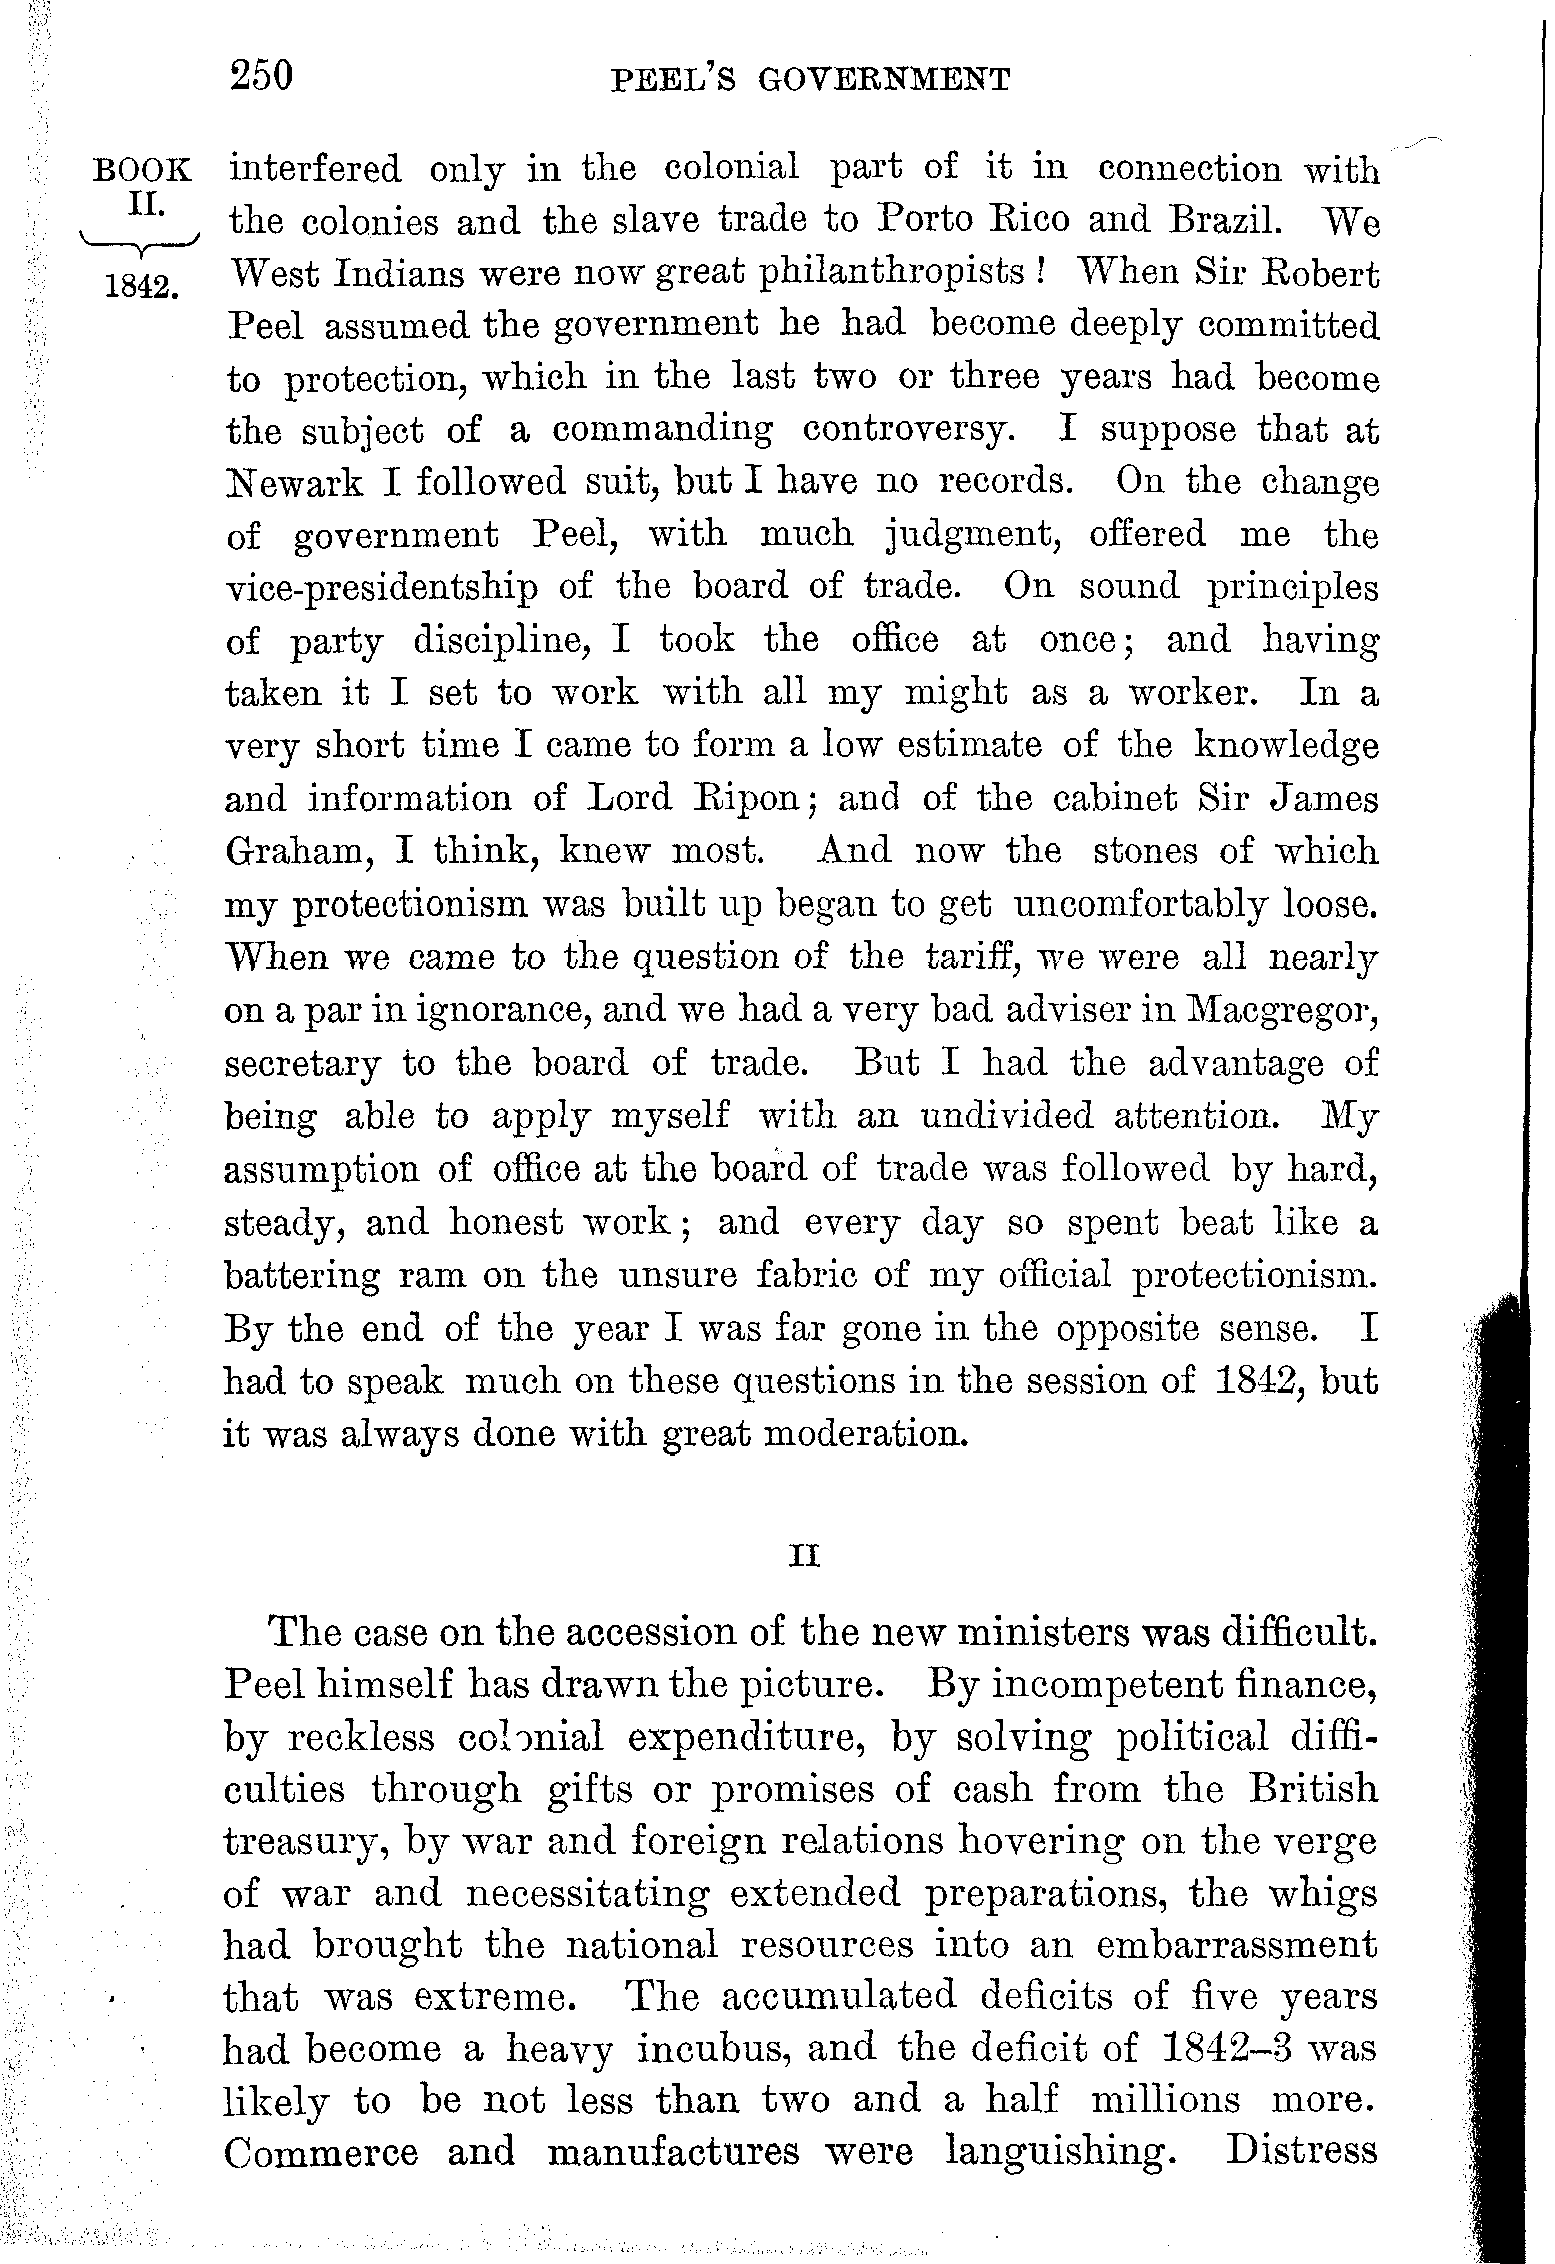 250 PEEL'S GOVERNMENT
BOOK
II.
1842.
interfered only in the colonial part of it in connection with
the colonies and the slave trade to Porto Rico and Brazil. We
West Indians were now great philanthropists ! When Sir Robert
Peel assumed the government he had become deeply committed
to protection, which in the last two or three years had become
the subject of a commanding controversy. I suppose that at
Newark I followed suit, but I have no records. On the change
of government Peel, with much judgment, offered me the
vice-presidentship of the board of trade. On sound principles
of party discipline, I took the office at once; and having
taken it I set to work with all my might as a worker. In a
very short time I came to form a low estimate of the knowledge
and information of Lord Ripon; and of the cabinet Sir James
Graham, I think, knew most. And now the stones of which
my protectionism was built up began to get uncomfortably loose.
When we came to the question of the tariff, we were all nearly
on a par in ignorance, and we had a very bad adviser in Macgregor,
secretary to the board of trade. But I had the advantage of
being able to apply myself with an undivided attention. My
assumption of office at the board of trade was followed by hard,
steady, and honest work; and every day so spent beat like a
battering ram on the unsure fabric of my official protectionism.
By the end of the year I was far gone in the opposite sense. I
had to speak much on these questions in the session of 1842, but
it was always done with great moderation.
II
The case on the accession of the new ministers was difficult.
Peel himself has drawn the picture. By incompetent finance,
by reckless colonial expenditure, by solving political diffi-
culties through gifts or promises of cash from the British
treasury, by war and foreign relations hovering on the verge
of war and necessitating extended preparations, the whigs
had brought the national resources into an embarrassment
that was extreme. The accumulated deficits of five years
had become a heavy incubus, and the deficit of 1842–3 was
likely to be not less than two and a half millions more.
Commerce and manufactures were languishing. Distress